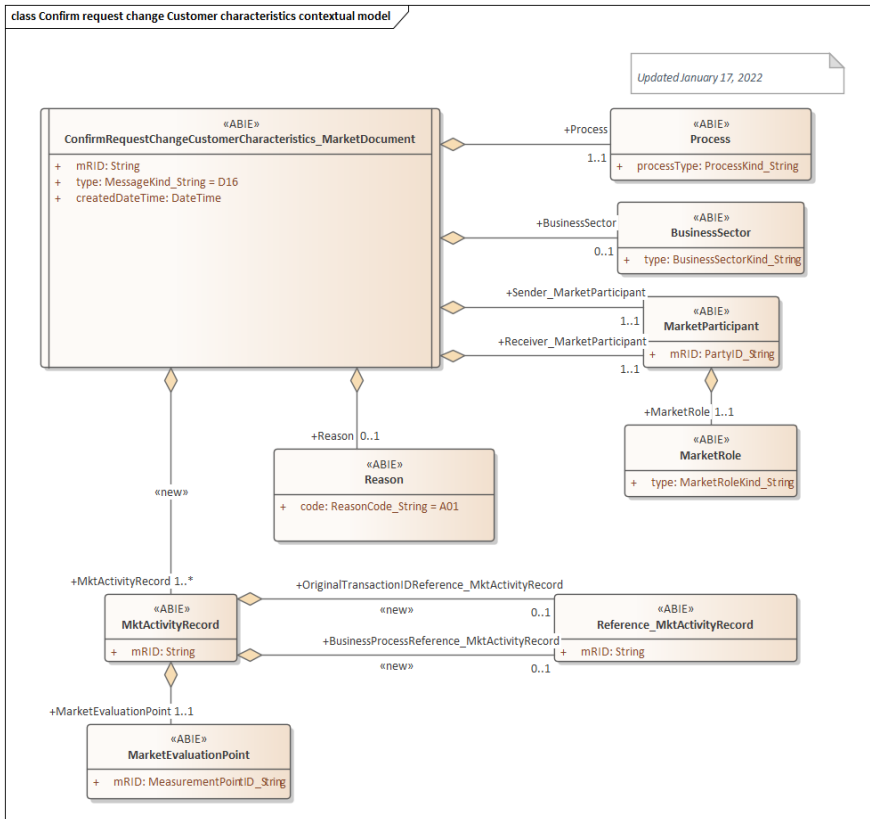 class Confirm request change Customer characteristics contextual model
Updated January 17, 2022
«ABIE»
ConfirmRequestChangeCustomerCharacteristics_MarketDocument
+ mRID: String
+ type: MessageKind_String = D16
+ createdDateTime: DateTime
+Process
1..1
«ABIE»
Process
+ processType: ProcessKind_String
+BusinessSector
0..1
«ABIE»
BusinessSector
+ type: BusinessSectorKind_String
+Sender_MarketParticipant
1..1
+Receiver_MarketParticipant
1..1
«ABIE»
MarketParticipant
+ mRID: PartyID_String
+MarketRole 1..1
«ABIE»
MarketRole
+ type: MarketRoleKind_String
+Reason 0..1
«ABIE»
Reason
+ code: ReasonCode_String = A01
«new»
+MktActivityRecord 1..*
«ABIE»
MktActivityRecord
+ mRID: String
+OriginalTransactionIDReference_MktActivityRecord
«new»
0..1
+BusinessProcessReference_MktActivityRecord
«new»
0..1
«ABIE»
Reference_MktActivityRecord
+ mRID: String
+MarketEvaluationPoint 1..1
«ABIE»
MarketEvaluationPoint
+ mRID: MeasurementPointID_String